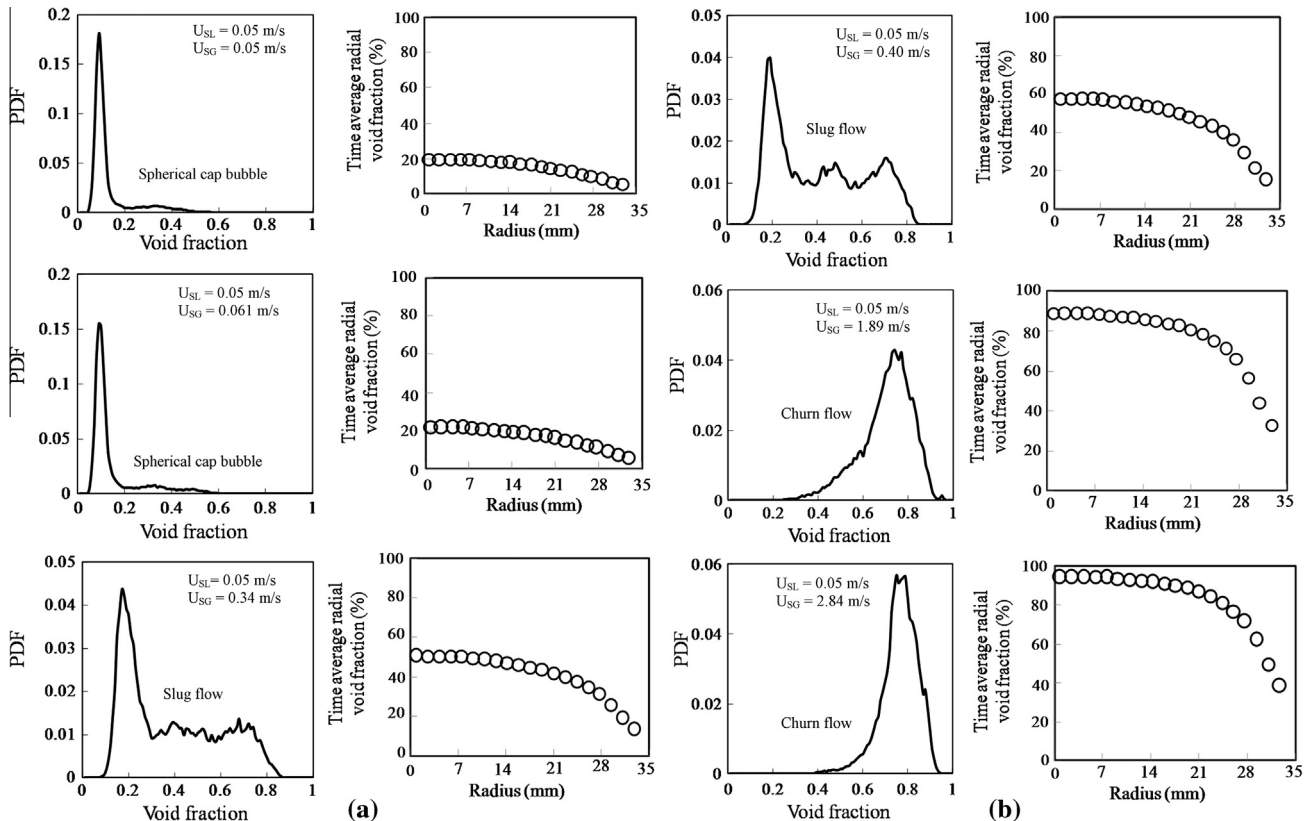 0.2
0.15
0.1
0.05
0
PDF
U_SL = 0.05 m/s
U_SG = 0.05 m/s
Spherical cap bubble
0 0.2 0.4 0.6 0.8 1
Void fraction
Time average radial
void fraction (%)
100
80
60
40
20
0
0 7 14 21 28 35
Radius (mm)
0.2
0.15
0.1
0.05
0
PDF
U_SL = 0.05 m/s
U_SG = 0.061 m/s
Spherical cap bubble
0 0.2 0.4 0.6 0.8 1
Void fraction
Time average radial
void fraction (%)
100
80
60
40
20
0
0 7 14 21 28 35
Radius (mm)
0.05
0.04
0.03
0.02
0.01
0
PDF
U_SL= 0.05 m/s
U_SG = 0.34 m/s
Slug flow
0 0.2 0.4 0.6 0.8 1
Void fraction
Time average radial
void fraction (%)
100
80
60
40
20
0
0 7 14 21 28 35
Radius (mm)
(a)
0.05
0.04
0.03
0.02
0.01
0
PDF
U_SL = 0.05 m/s
U_SG = 0.40 m/s
Slug flow
0 0.2 0.4 0.6 0.8 1
Void fraction
Time average radial
void fraction (%)
100
80
60
40
20
0
0 7 14 21 28 35
Radius (mm)
0.06
0.04
0.02
0.00
PDF
U_SL = 0.05 m/s
U_SG = 1.89 m/s
Churn flow
0 0.2 0.4 0.6 0.8 1
Void fraction
Time average radial
void fraction (%)
100
80
60
40
20
0
0 7 14 21 28 35
Radius (mm)
0.06
0.04
0.02
0.00
PDF
U_SL = 0.05 m/s
U_SG = 2.84 m/s
Churn flow
0 0.2 0.4 0.6 0.8 1
Void fraction
Time average radial
void fraction (%)
100
80
60
40
20
0
0 7 14 21 28 35
Radius (mm)
(b)